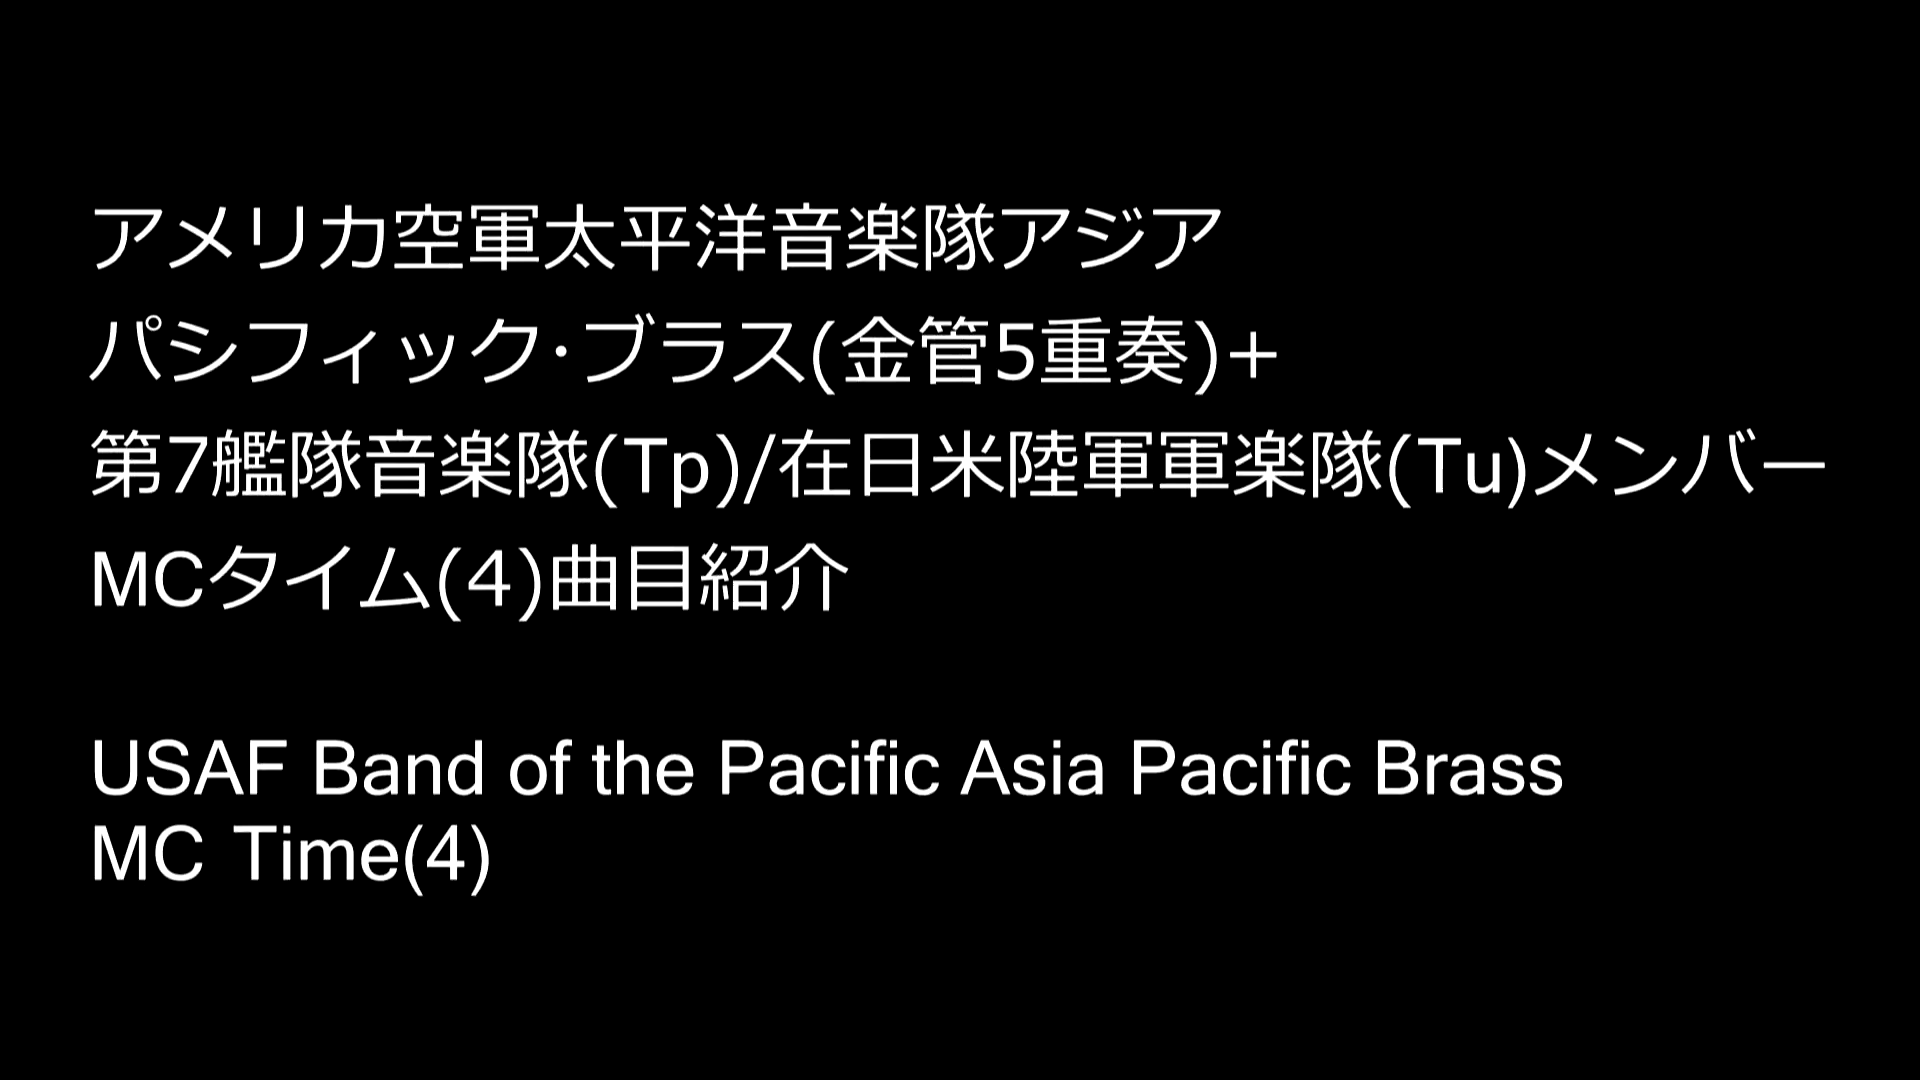 アメリカ空軍太平洋音楽隊アジア
パシフィック･ブラス(金管5重奏)+
第7艦隊音楽隊(Tp)/在日米陸軍軍楽隊(Tu)メンバー
MCタイム(4)曲目紹介
USAF Band of the Pacific Asia Pacific Brass
MC Time(4)